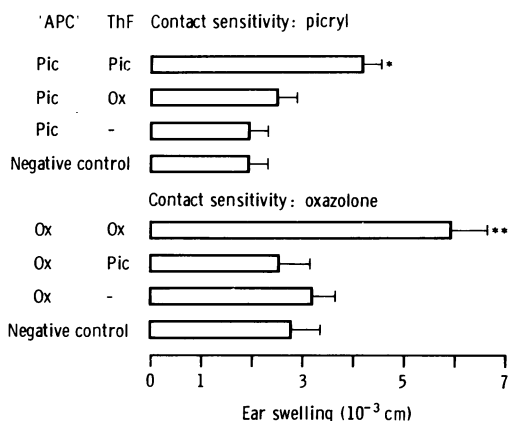 'APC' ThF Contact sensitivity: picryl
Pic Pic *
Pic Ox
Pic -
Negative control
Contact sensitivity: oxazolone
Ox Ox **
Ox Pic
Ox -
Negative control
0 1 3 5 7
Ear swelling (10⁻³ cm)